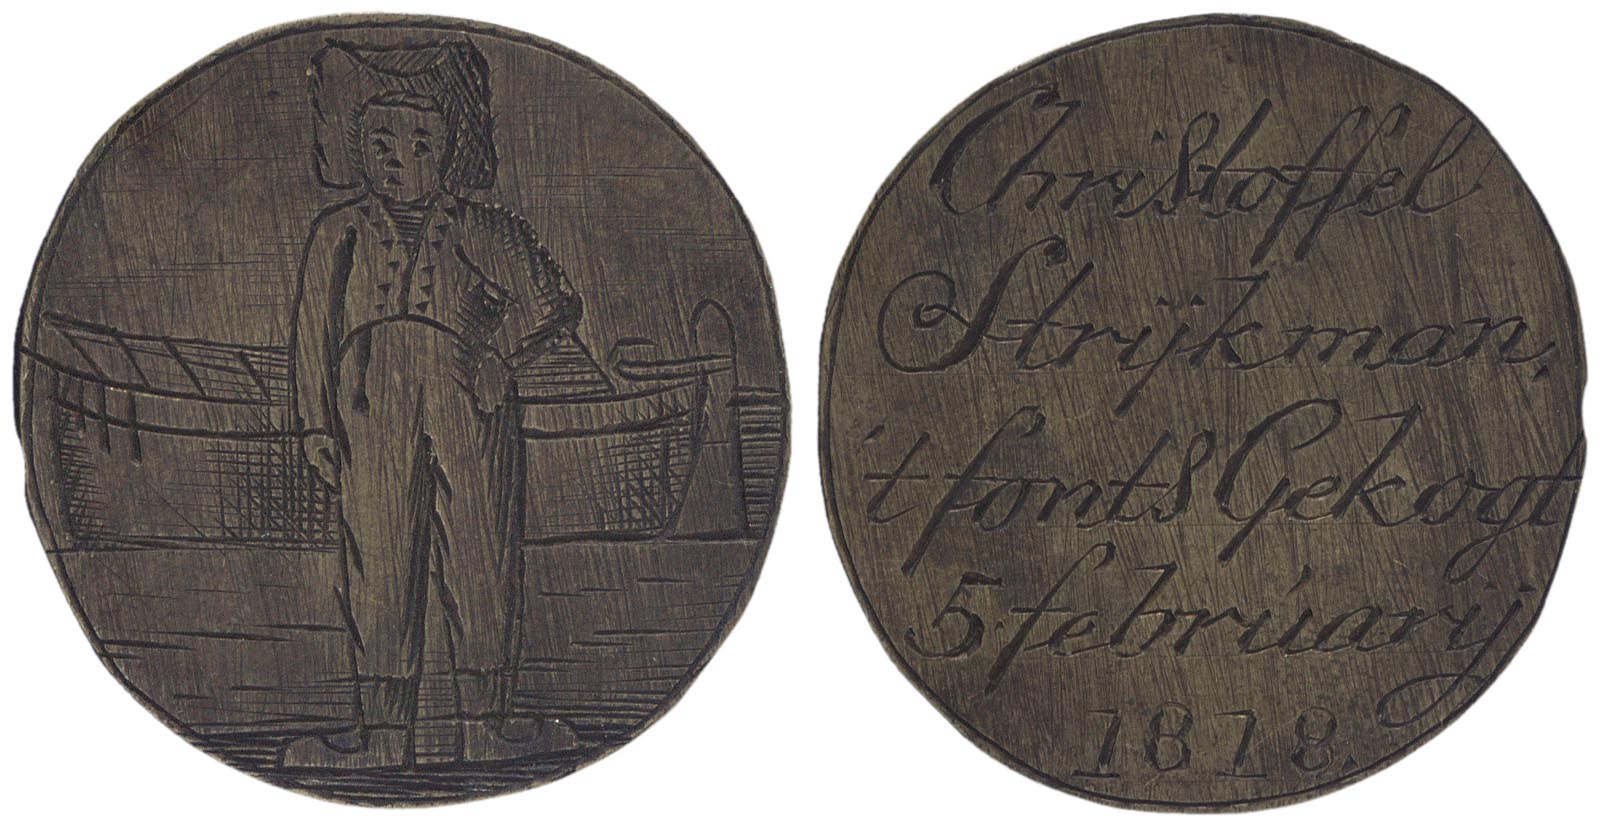 Christoffel
Strijkman,
't fonts Gekogt
5 februarij
1818.